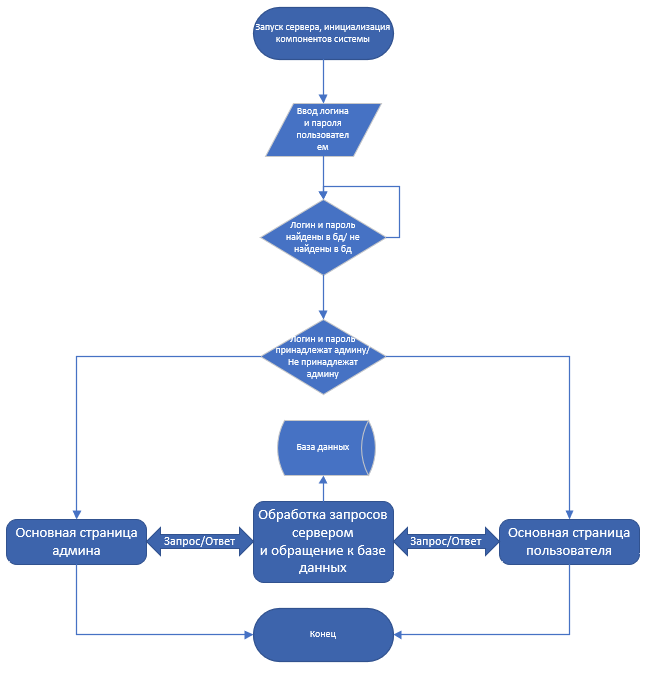 Запуск сервера, инициализация
компонентов системы
Ввод логина
и пароля
пользовател
ем
Логин и пароль
найдены в бд/ не
найдены в бд
Логин и пароль
принадлежат админу/
Не принадлежат
админу
База данных
Основная страница
админа
Запрос/Ответ
Обработка запросов
сервером
и обращение к базе
данных
Запрос/Ответ
Основная страница
пользователя
Конец